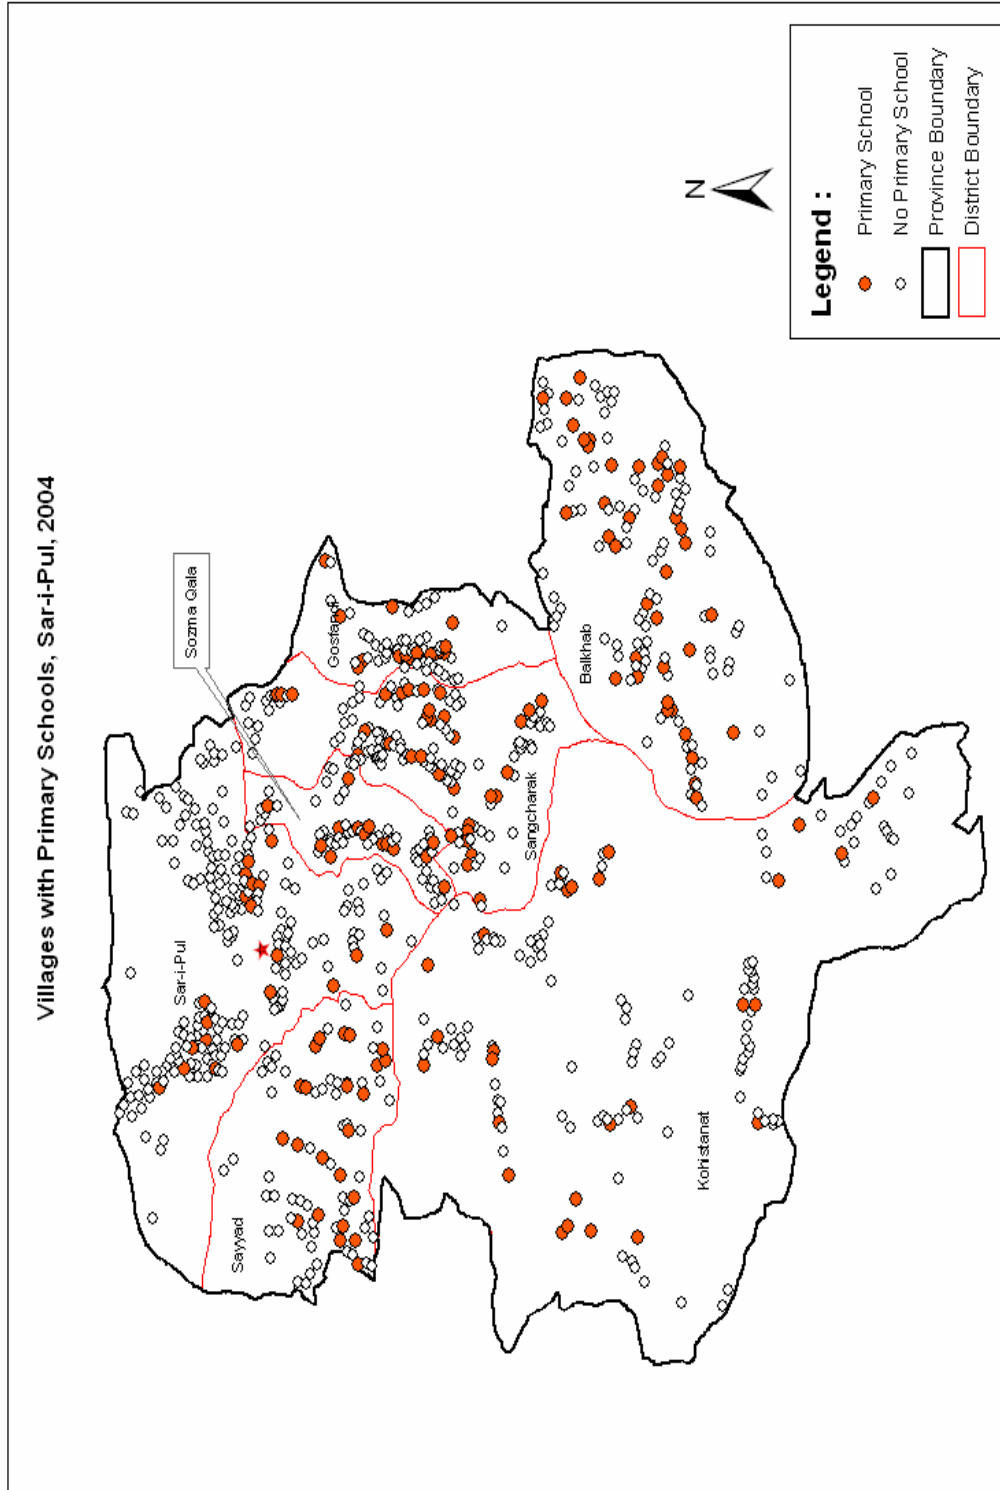 Villages with Primary Schools, Sar-i-Pul, 2004
Sozma Qala
Sar-i-Pul
Gosfandi
Sayyad
Sangcharak
Balkhab
Kohistanat
N
Legend :
Primary School
No Primary School
Province Boundary
District Boundary